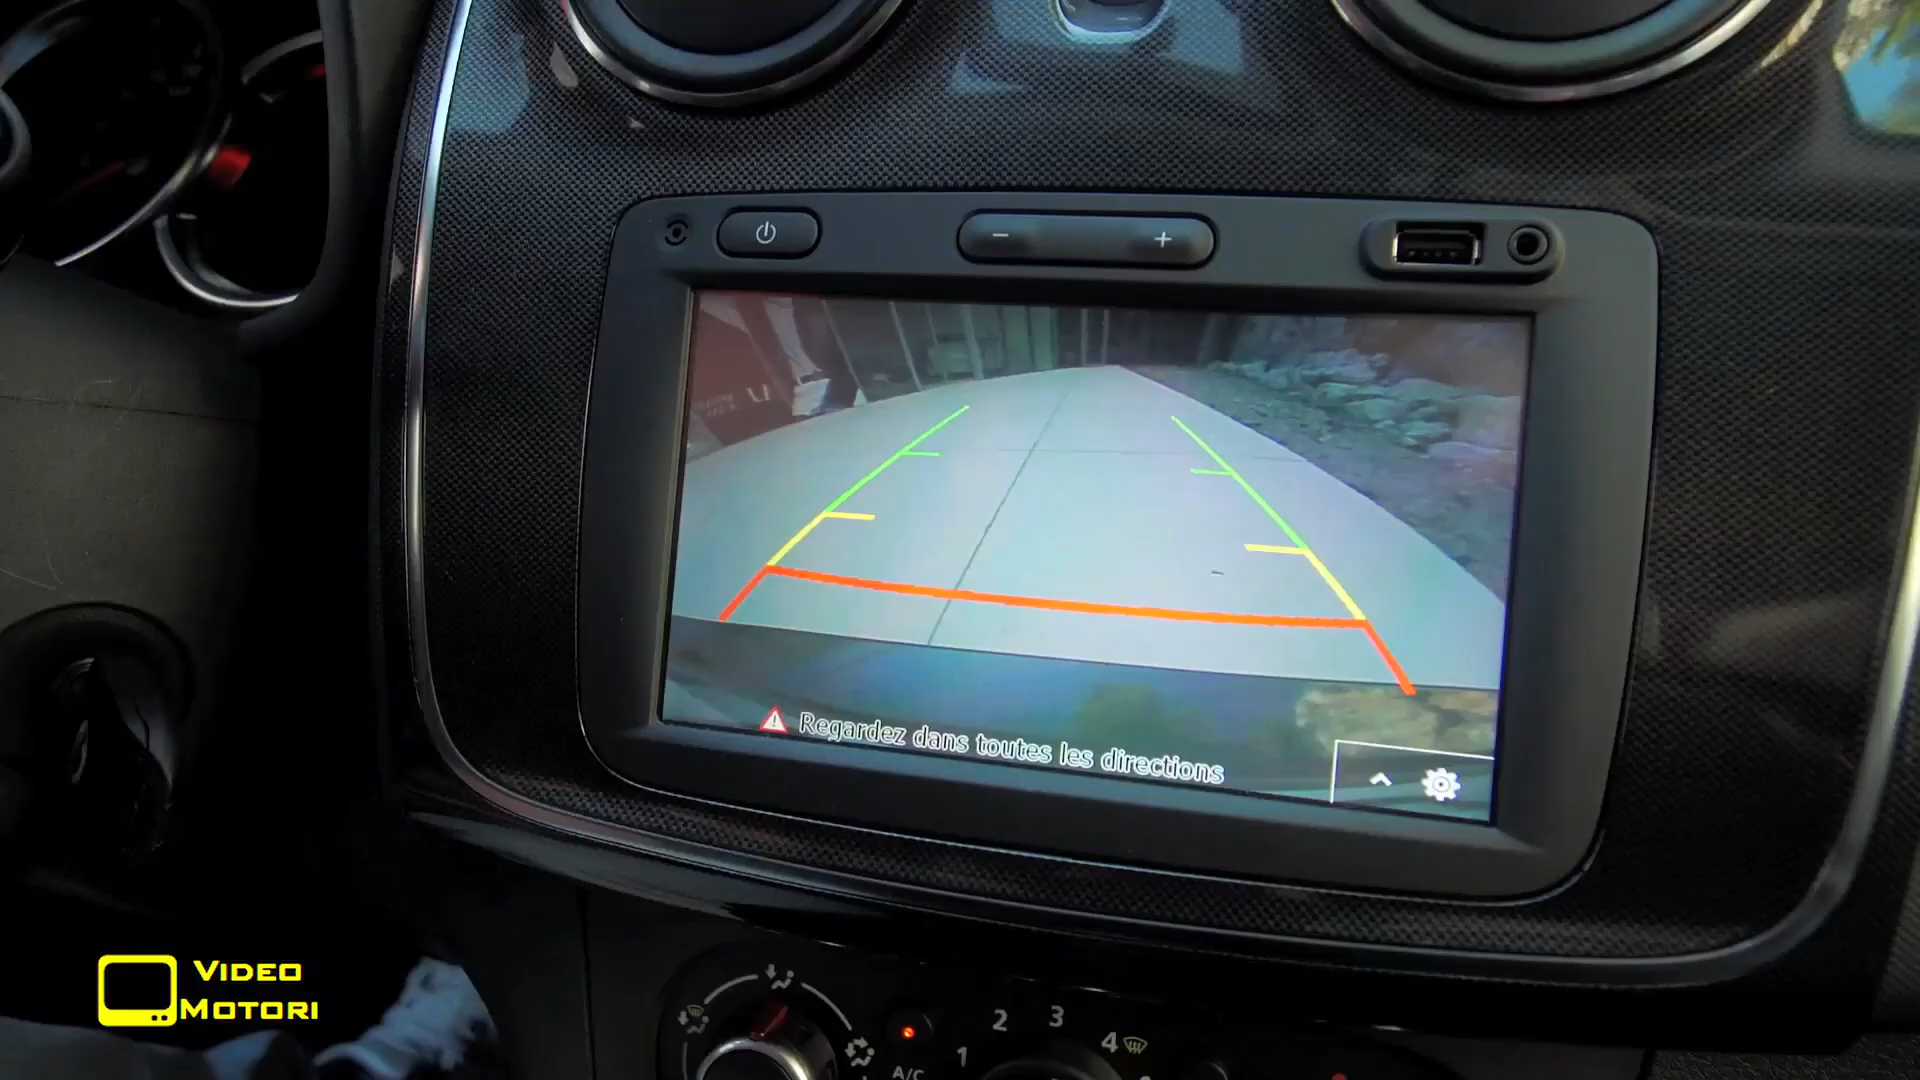 Regardez dans toutes les directions
VIDEO
MOTORI
1
2
3
4
A/C